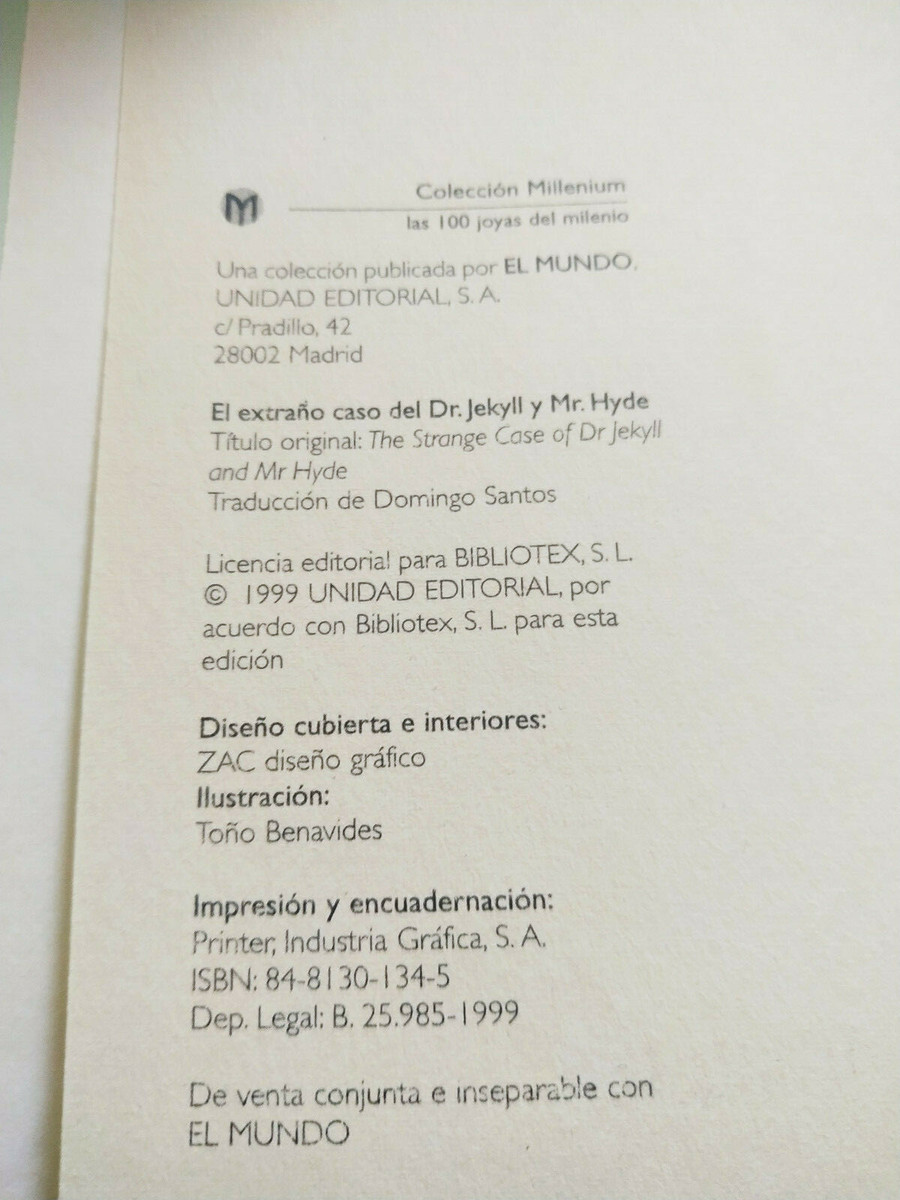 M
Colección Millenium
las 100 joyas del milenio
Una colección publicada por EL MUNDO,
UNIDAD EDITORIAL, S. A.
c/ Pradillo, 42
28002 Madrid
El extraño caso del Dr. Jekyll y Mr. Hyde
Título original: The Strange Case of Dr Jekyll
and Mr Hyde
Traducción de Domingo Santos
Licencia editorial para BIBLIOTEX, S. L.
© 1999 UNIDAD EDITORIAL, por
acuerdo con Bibliotex, S. L. para esta
edición
Diseño cubierta e interiores:
ZAC diseño gráfico
Ilustración:
Toño Benavides
Impresión y encuadernación:
Printer, Industria Gráfica, S. A.
ISBN: 84-8130-134-5
Dep. Legal: B. 25.985-1999
De venta conjunta e inseparable con
EL MUNDO